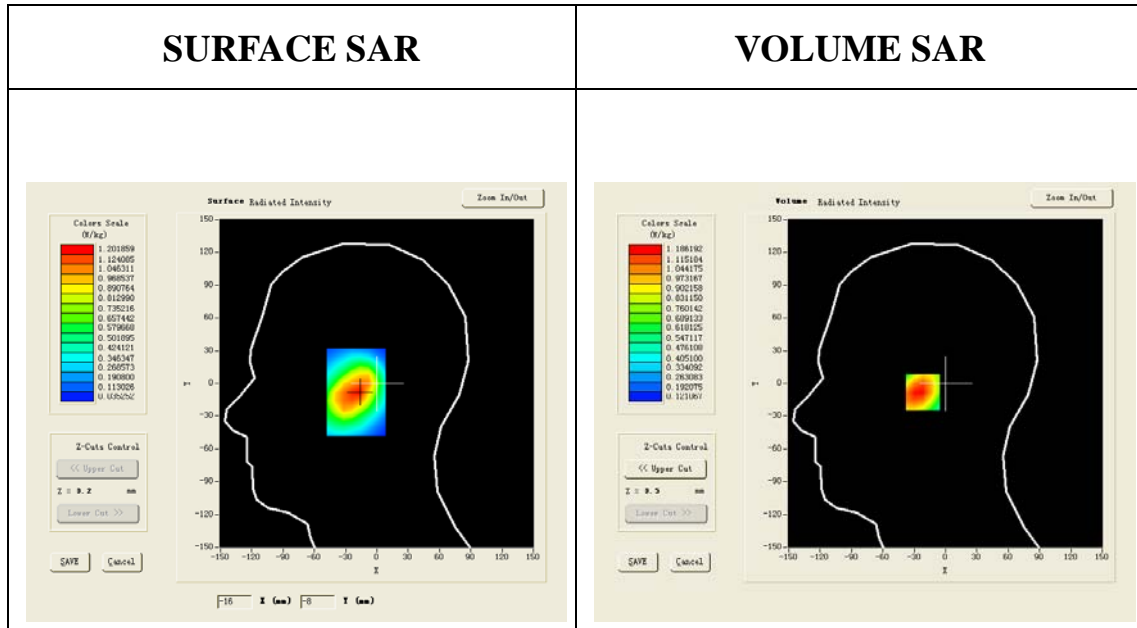 SURFACE SAR
VOLUME SAR
Surface Radiated Intensity
Zoom In/Out
Colors Scale
(W/kg)
1.201859
1.124085
1.046311
0.968537
0.890764
0.812990
0.735216
0.657442
0.579668
0.501895
0.424121
0.346347
0.268573
0.190800
0.113026
0.035252
150
120
90
60
30
0
-30
-60
-90
-120
-150
-150 -120 -90 -60 -30 0 30 60 90 120 150
X
Y
Z-Cuts Control
<< Upper Cut
Z = mm
Lower Cut >>
SAVE Cancel
-16 X (mm) -8 Y (mm)
Volume Radiated Intensity
Zoom In/Out
Colors Scale
(W/kg)
1.186192
1.115184
1.044175
0.973167
0.902158
0.831150
0.760142
0.689133
0.618125
0.547117
0.476108
0.405100
0.334092
0.263083
0.192075
0.121067
150
120
90
60
30
0
-30
-60
-90
-120
-150
-150 -120 -90 -60 -30 0 30 60 90 120 150
X
Y
Z-Cuts Control
<< Upper Cut
Z = mm
Lower Cut >>
SAVE Cancel